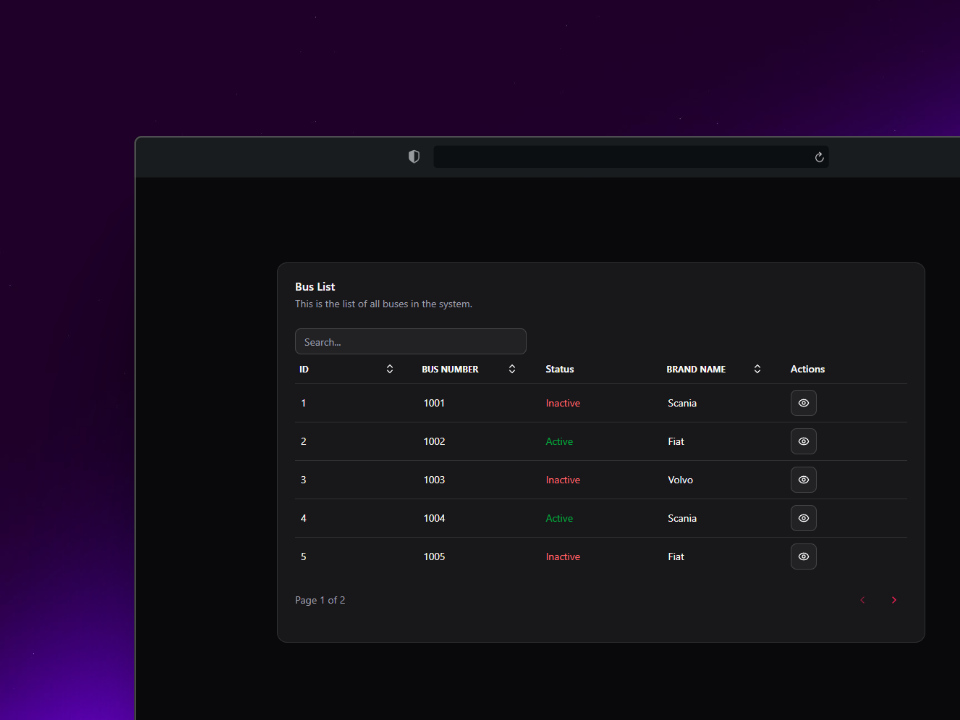 Bus List
This is the list of all buses in the system.
Search...
ID BUS NUMBER Status BRAND NAME Actions
1 1001 Inactive Scania
2 1002 Active Fiat
3 1003 Inactive Volvo
4 1004 Active Scania
5 1005 Inactive Fiat
Page 1 of 2